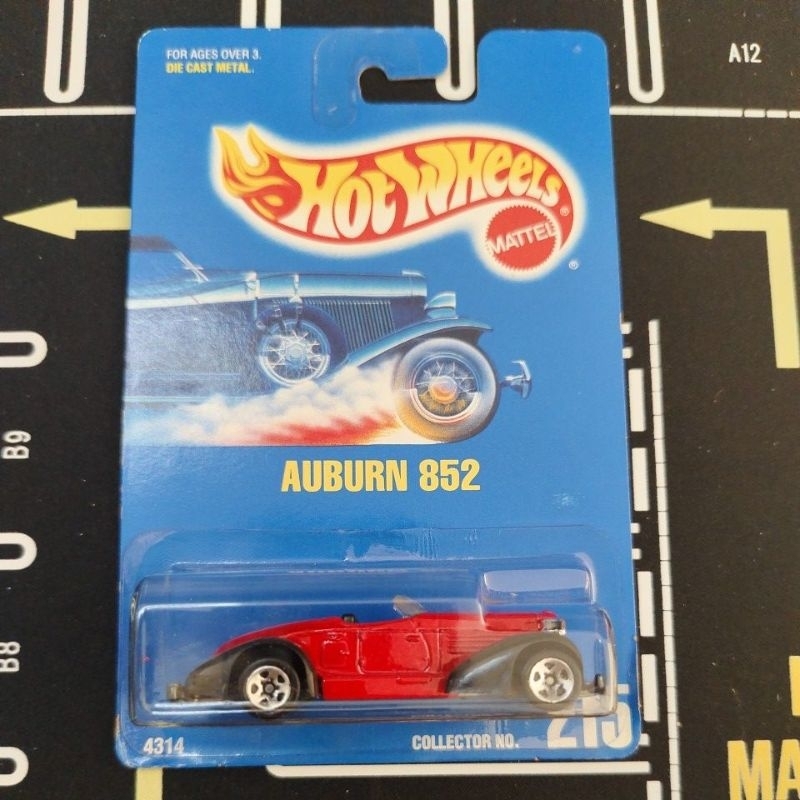 A12
FOR AGES OVER 3.
DIE CAST METAL.
HOT WHEELS®
MATTEL
®
B9
AUBURN 852
B8
4314
COLLECTOR NO. 215
MA